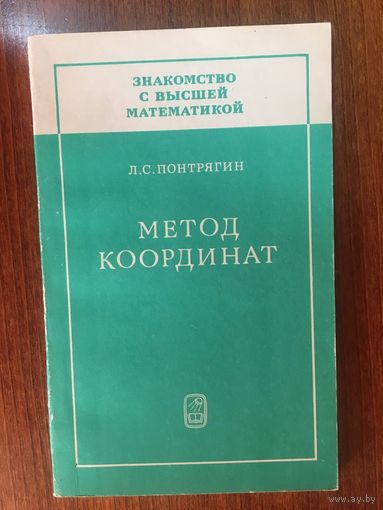 ЗНАКОМСТВО
С ВЫСШЕЙ
МАТЕМАТИКОЙ
Л.С.ПОНТРЯГИН
МЕТОД
КООРДИНАТ
www.ay.by